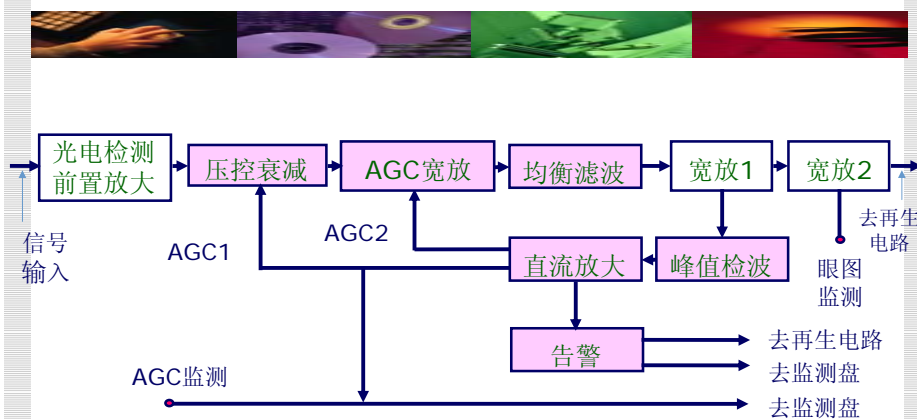 光电检测
前置放大
压控衰减
AGC宽放
均衡滤波
宽放1
宽放2
信号
输入
AGC1
AGC2
去再生
电路
直流放大
峰值检波
眼图
监测
告警
去再生电路
去监测盘
AGC监测
去监测盘